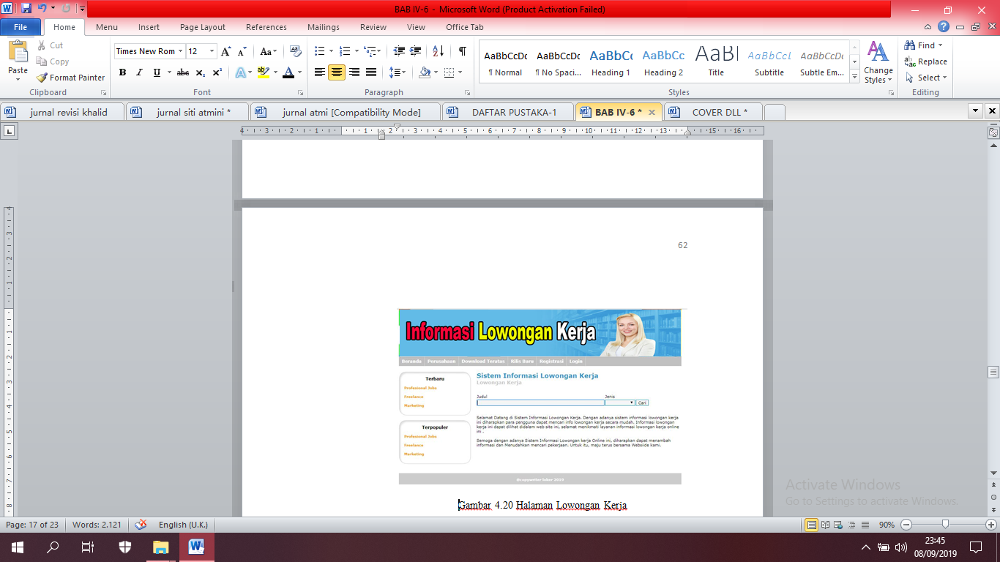 BAB IV-6 - Microsoft Word (Product Activation Failed)
File Home Menu Insert Page Layout References Mailings Review View Office Tab
Paste
Cut
Copy
Format Painter
Clipboard
Times New Rom 12
Font
Paragraph
AaBbCcDc AaBbCcDc AaBbCc AaBbCc AaBl AaBbCcL AaBbCcDc
¶ Normal ¶ No Spaci... Heading 1 Heading 2 Title Subtitle Subtle Em...
Styles
Change Styles
Find
Replace
Select
Editing
jurnal revisi khalid jurnal siti atmini * jurnal atmi [Compatibility Mode] DAFTAR PUSTAKA-1 BAB IV-6 * COVER DLL *
62
Informasi Lowongan Kerja
Beranda Perusahaan Download Teratas Rilis Baru Registrasi Login
Terbaru
Profesional Jobs
Freelance
Marketing
Terpopuler
Profesional Jobs
Freelance
Marketing
Sistem Informasi Lowongan Kerja
Lowongan Kerja
Judul Jenis
Cari
Selamat Datang di Sistem Informasi Lowongan Kerja. Dengan adanya sistem informasi lowongan kerja
ini diharapkan para pengguna dapat mencari info lowongan kerja secara mudah. Informasi lowongan
kerja ini dapat dilihat didalam web site ini, selamat menikmati layanan informasi lowongan kerja online
ini .
Semoga dengan adanya Sistem Informasi Lowongan kerja Online ini, diharapkan dapat menambah
informasi dan Menudahkan mencari pekerjaan. Untuk itu, maju terus bersama Webside kami.
@copywriter loker 2019
Gambar 4.20 Halaman Lowongan Kerja
Activate Windows
Go to Settings to activate Windows.
Page: 17 of 23 Words: 2.121 English (U.K.) 90%
23:45
08/09/2019